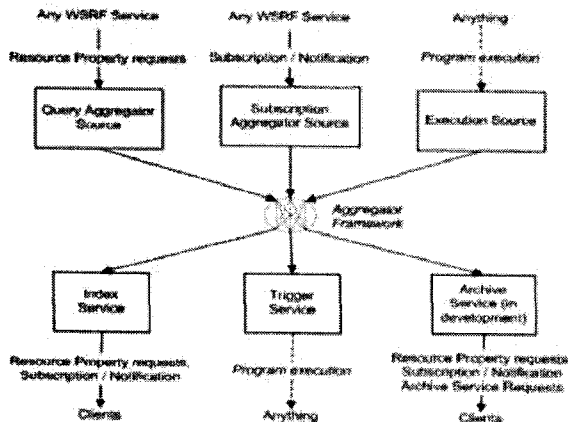 Any WSRF Service
Any WSRF Service
Anything
Resource Property requests
Subscription / Notification
Program execution
Query Aggregator
Source
Subscription
Aggregator Source
Execution Source
Aggregator
Framework
Index
Service
Trigger
Service
Archive
Service (in
development)
Resource Property requests,
Subscription / Notification
Program execution
Resource Property requests
Subscription / Notification
Archive Service Requests
Clients
Anything
Clients